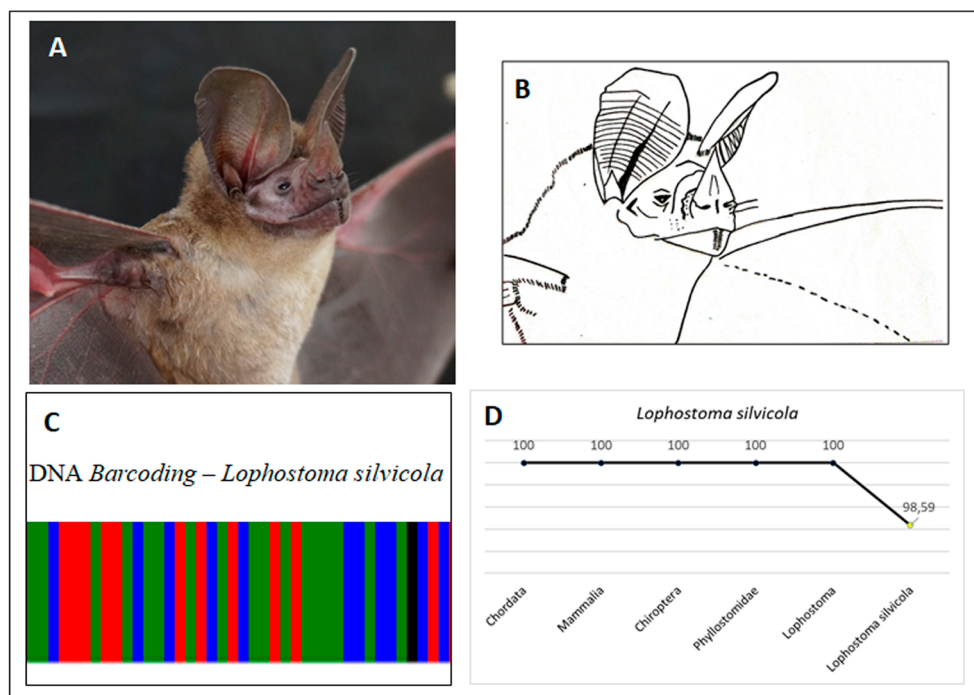 A
B
C
DNA Barcoding – Lophostoma silvicola
D
Lophostoma silvicola
100 100 100 100 100
98,59
Chordata
Mammalia
Chiroptera
Phyllostomidae
Lophostoma
Lophostoma silvicola